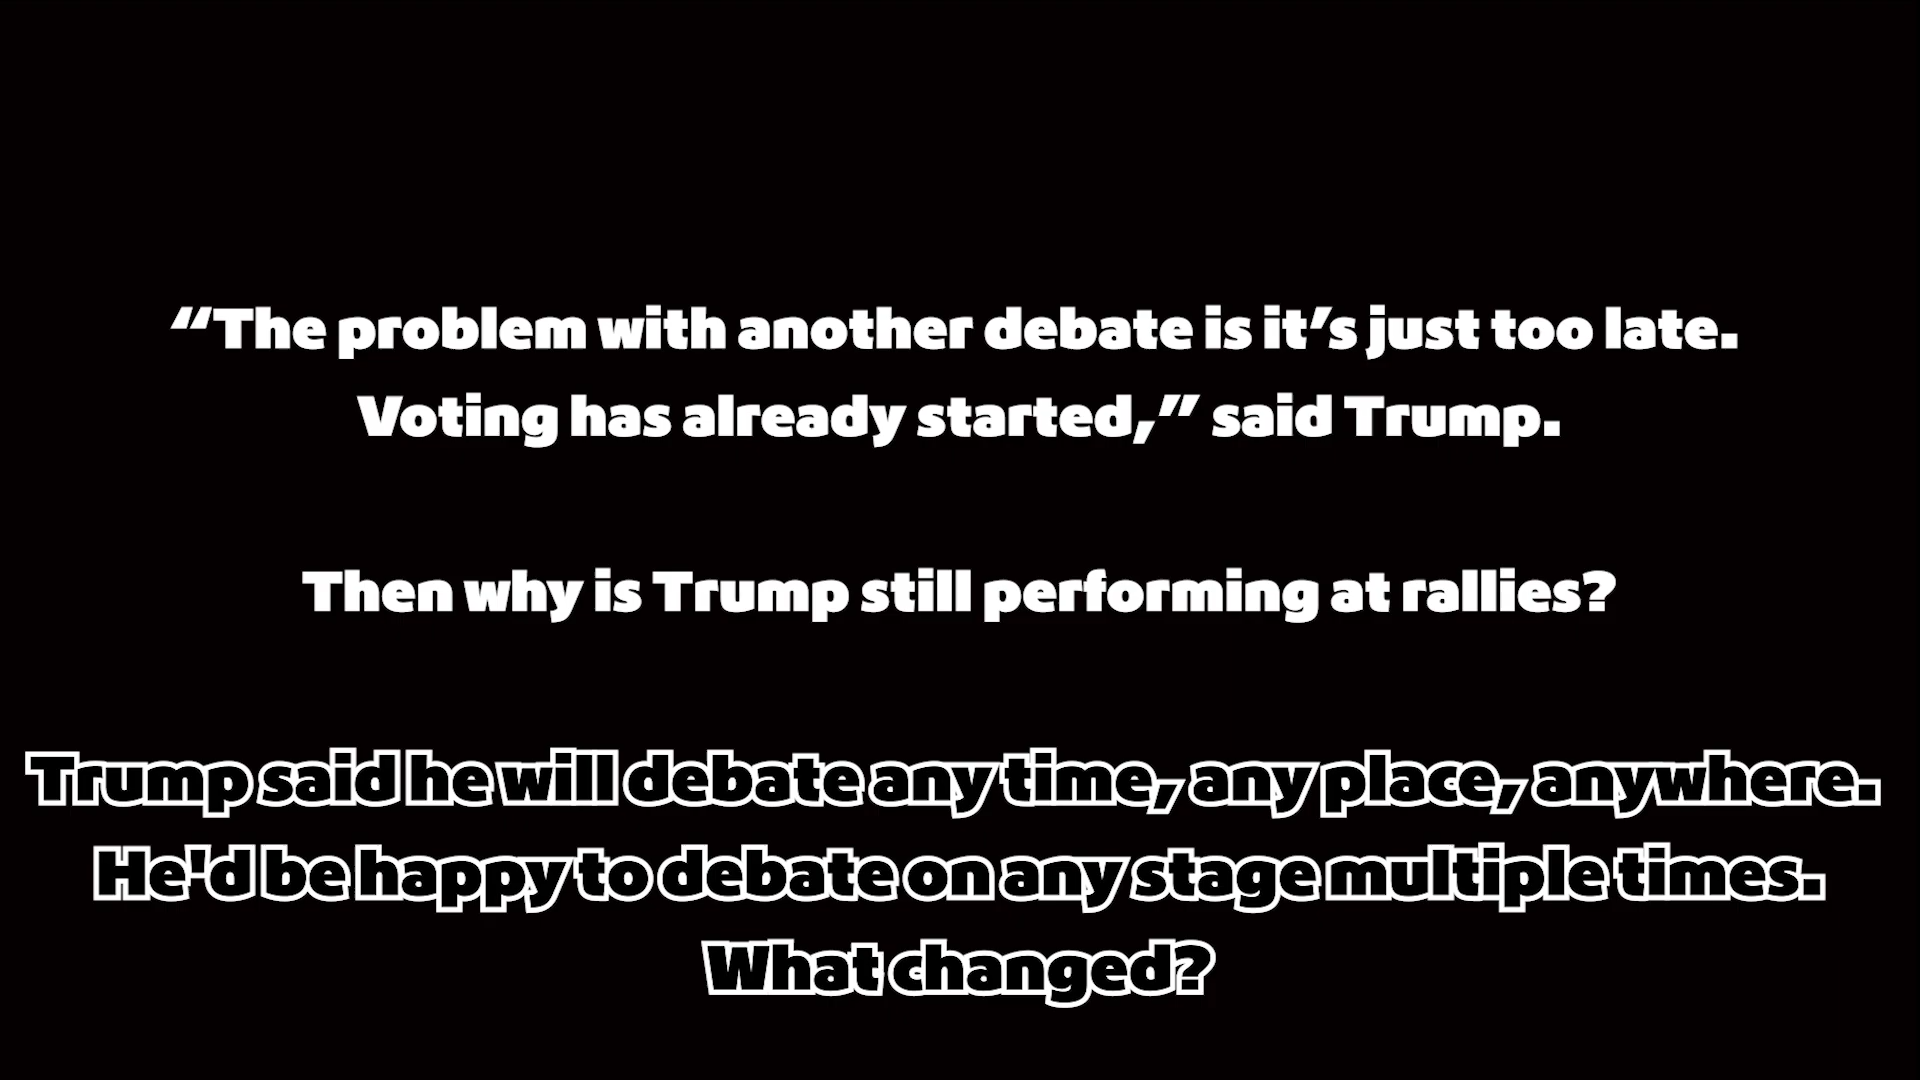 “The problem with another debate is it’s just too late.
Voting has already started,” said Trump.
Then why is Trump still performing at rallies?
Trump said he will debate any time, any place, anywhere.
He'd be happy to debate on any stage multiple times.
What changed?